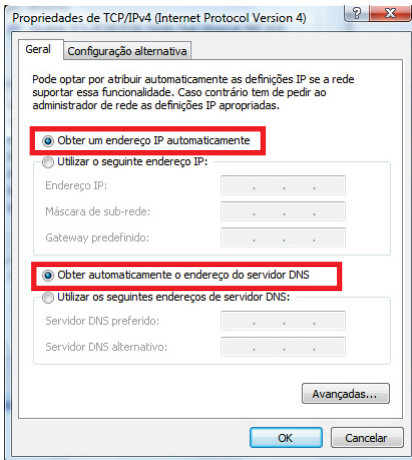 Propriedades de TCP/IPv4 (Internet Protocol Version 4)
Geral
Configuração alternativa
Pode optar por atribuir automaticamente as definições IP se a rede
suportar essa funcionalidade. Caso contrário tem de pedir ao
administrador de rede as definições IP apropriadas.
Obter um endereço IP automaticamente
Utilizar o seguinte endereço IP:
Endereço IP:
Máscara de sub-rede:
Gateway predefinido:
Obter automaticamente o endereço do servidor DNS
Utilizar os seguintes endereços de servidor DNS:
Servidor DNS preferido:
Servidor DNS alternativo:
Avançadas...
OK
Cancelar